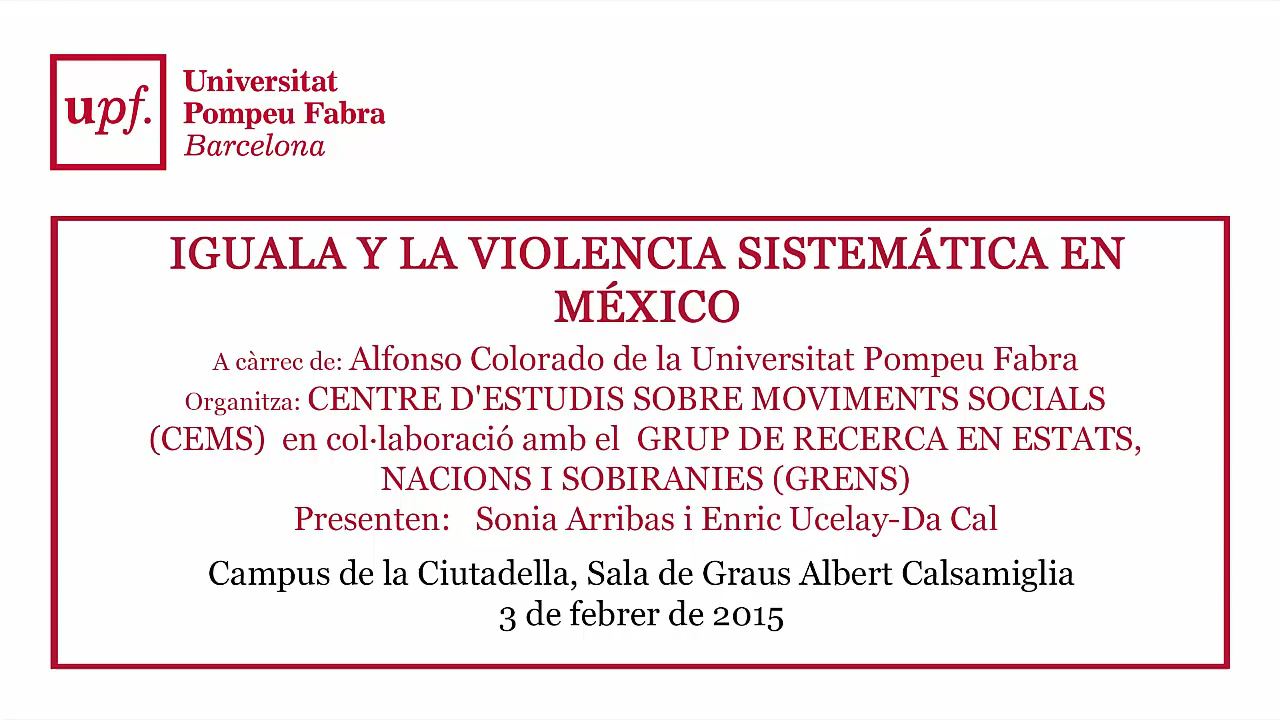 upf.
Universitat
Pompeu Fabra
Barcelona
IGUALA Y LA VIOLENCIA SISTEMÁTICA EN
MÉXICO
A càrrec de: Alfonso Colorado de la Universitat Pompeu Fabra
Organitza: CENTRE D'ESTUDIS SOBRE MOVIMENTS SOCIALS
(CEMS) en col·laboració amb el GRUP DE RECERCA EN ESTATS,
NACIONS I SOBIRANIES (GRENS)
Presenten: Sonia Arribas i Enric Ucelay-Da Cal
Campus de la Ciutadella, Sala de Graus Albert Calsamiglia
3 de febrer de 2015